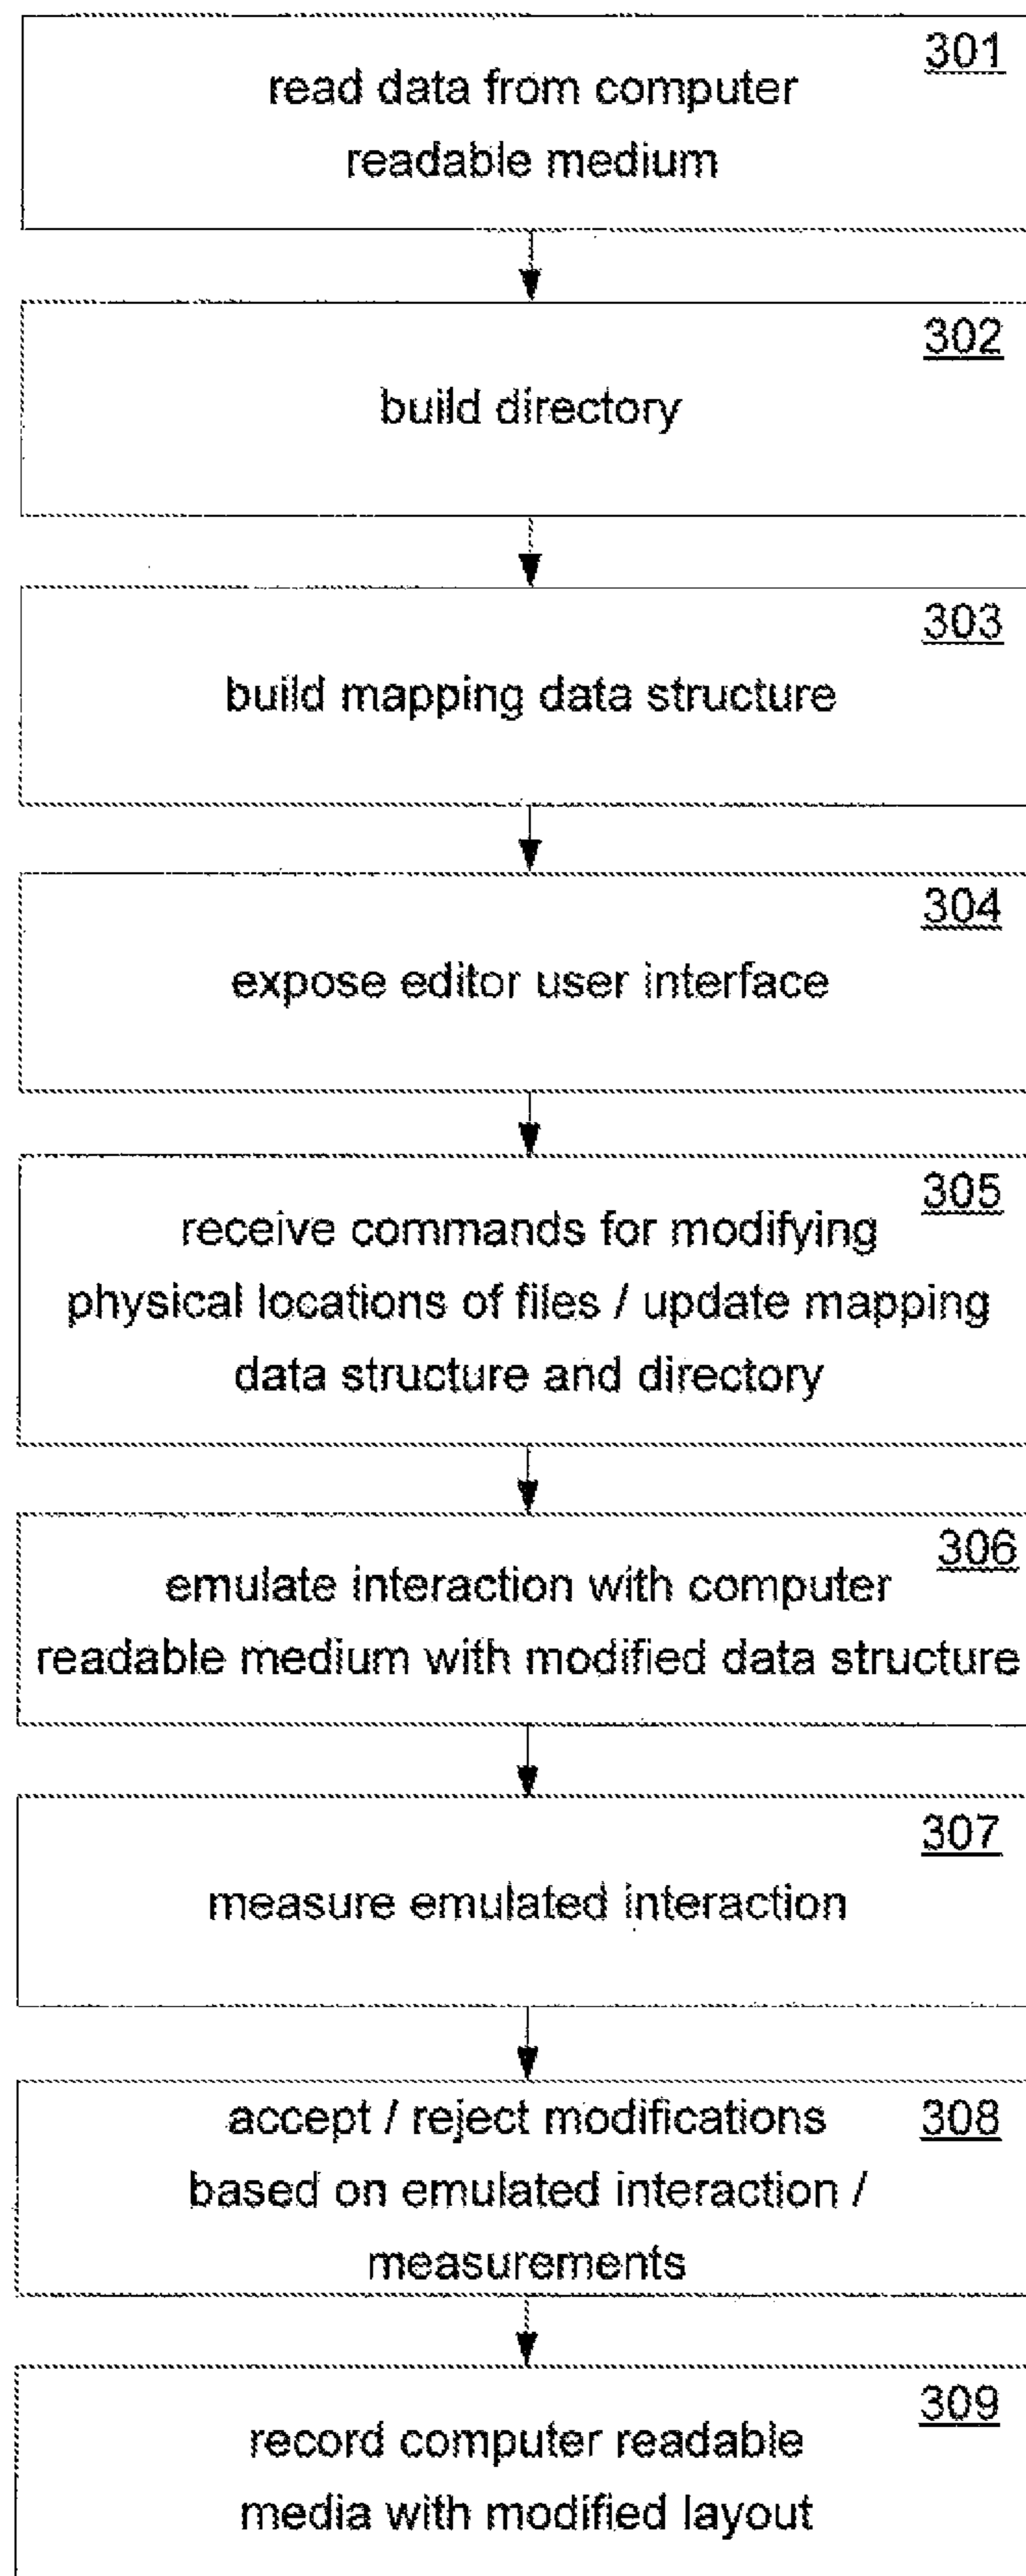 301
read data from computer
readable medium
302
build directory
303
build mapping data structure
304
expose editor user interface
305
receive commands for modifying
physical locations of files / update mapping
data structure and directory
306
emulate interaction with computer
readable medium with modified data structure
307
measure emulated interaction
308
accept / reject modifications
based on emulated interaction /
measurements
309
record computer readable
media with modified layout